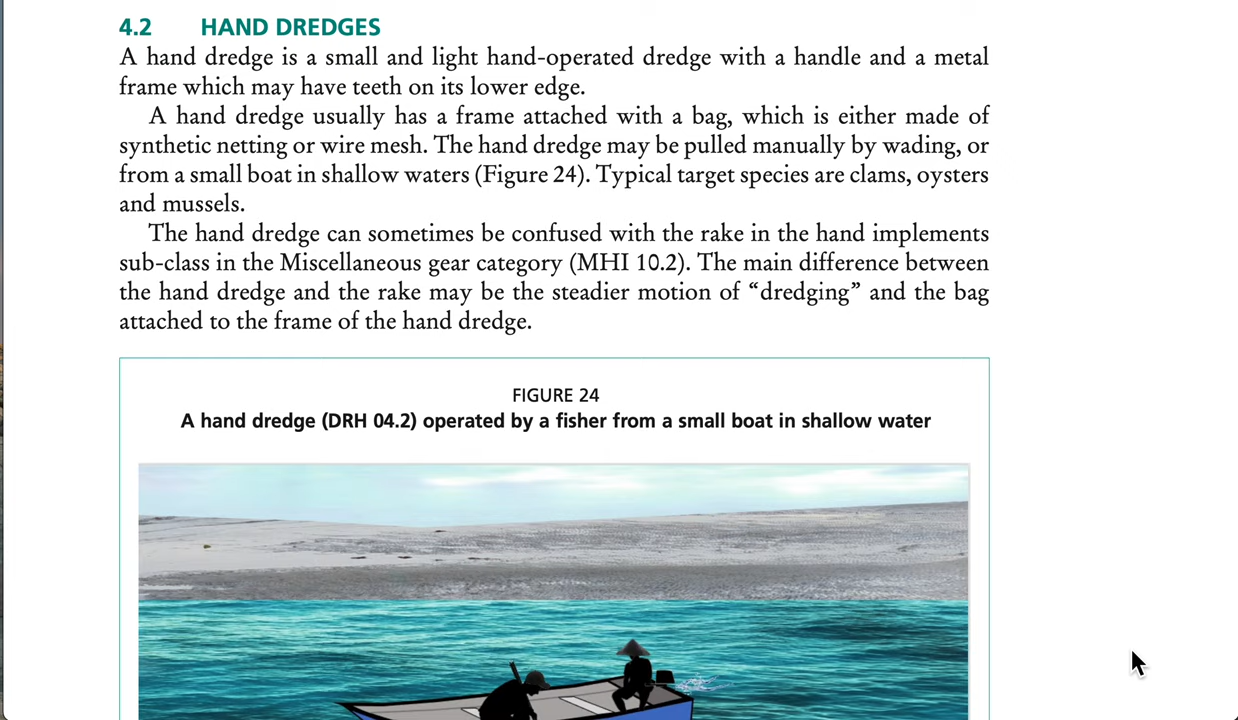 4.2 HAND DREDGES
A hand dredge is a small and light hand-operated dredge with a handle and a metal
frame which may have teeth on its lower edge.
A hand dredge usually has a frame attached with a bag, which is either made of
synthetic netting or wire mesh. The hand dredge may be pulled manually by wading, or
from a small boat in shallow waters (Figure 24). Typical target species are clams, oysters
and mussels.
The hand dredge can sometimes be confused with the rake in the hand implements
sub-class in the Miscellaneous gear category (MHI 10.2). The main difference between
the hand dredge and the rake may be the steadier motion of “dredging” and the bag
attached to the frame of the hand dredge.
FIGURE 24
A hand dredge (DRH 04.2) operated by a fisher from a small boat in shallow water